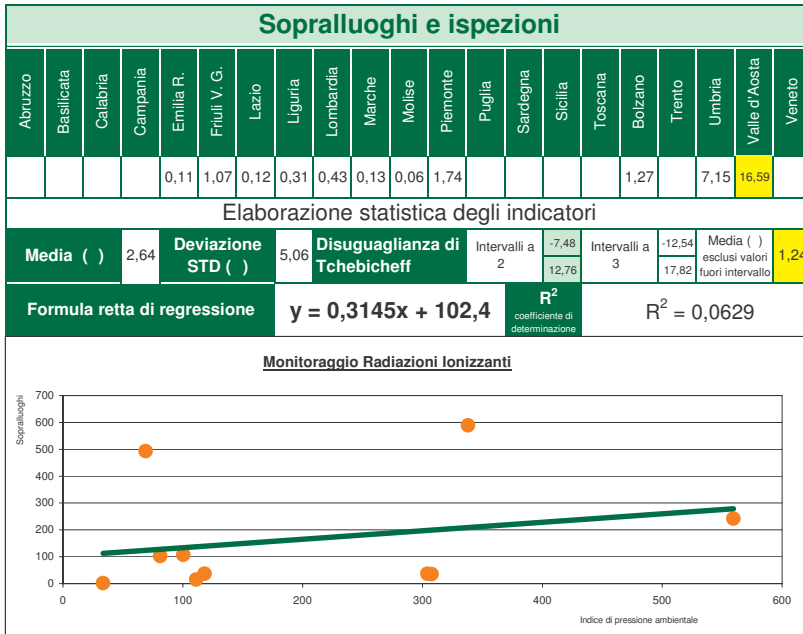 Sopralluoghi e ispezioni
Abruzzo Basilicata Calabria Campania Emilia R. Friuli V. G. Lazio Liguria Lombardia Marche Molise Piemonte Puglia Sardegna Sicilia Toscana Bolzano Trento Umbria Valle d'Aosta Veneto
0,11 1,07 0,12 0,31 0,43 0,13 0,06 1,74 1,27 7,15 16,59
Elaborazione statistica degli indicatori
Media ( ) 2,64 Deviazione STD ( ) 5,06 Disuguaglianza di Tchebicheff Intervalli a 2 -7,48 12,76 Intervalli a 3 -12,54 17,82 Media ( ) esclusi valori fuori intervallo 1,24
Formula retta di regressione y = 0,3145x + 102,4 R² coefficiente di determinazione R² = 0,0629
Monitoraggio Radiazioni Ionizzanti
Sopralluoghi
700
600
500
400
300
200
100
0
0 100 200 300 400 500 600
Indice di pressione ambientale